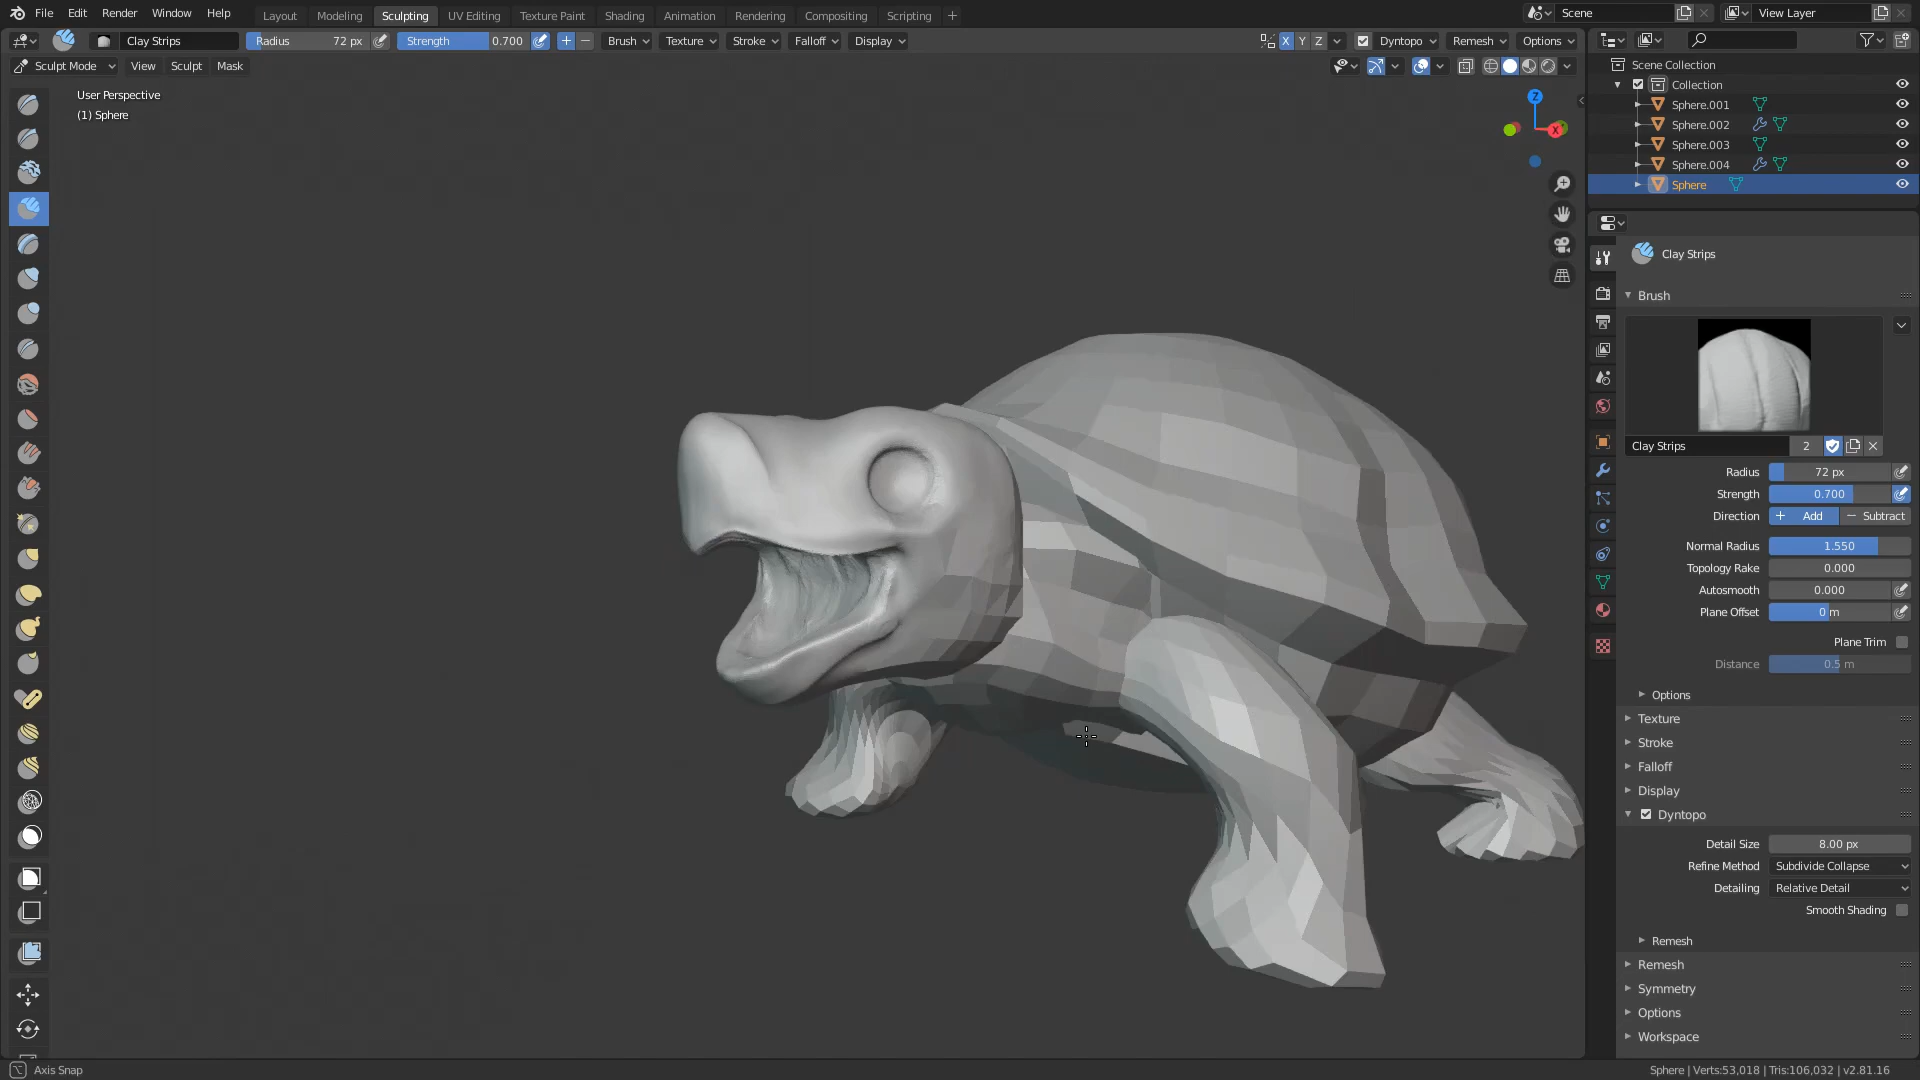 File Edit Render Window Help Layout Modeling Sculpting UV Editing Texture Paint Shading Animation Rendering Compositing Scripting + Scene View Layer
Clay Strips Radius 72 px Strength 0.700 + − Brush Texture Stroke Falloff Display X Y Z Dyntopo Remesh Options
Sculpt Mode View Sculpt Mask
User Perspective
(1) Sphere
Z
X
Scene Collection
Collection
Sphere.001
Sphere.002
Sphere.003
Sphere.004
Sphere
Clay Strips
Brush
Clay Strips 2
Radius 72 px
Strength 0.700
Direction + Add − Subtract
Normal Radius 1.550
Topology Rake 0.000
Autosmooth 0.000
Plane Offset 0 m
Plane Trim
Distance 0.5 m
Options
Texture
Stroke
Falloff
Display
Dyntopo
Detail Size 8.00 px
Refine Method Subdivide Collapse
Detailing Relative Detail
Smooth Shading
Remesh
Remesh
Symmetry
Options
Workspace
Axis Snap
Sphere | Verts:53,018 | Tris:106,032 | v2.81.16